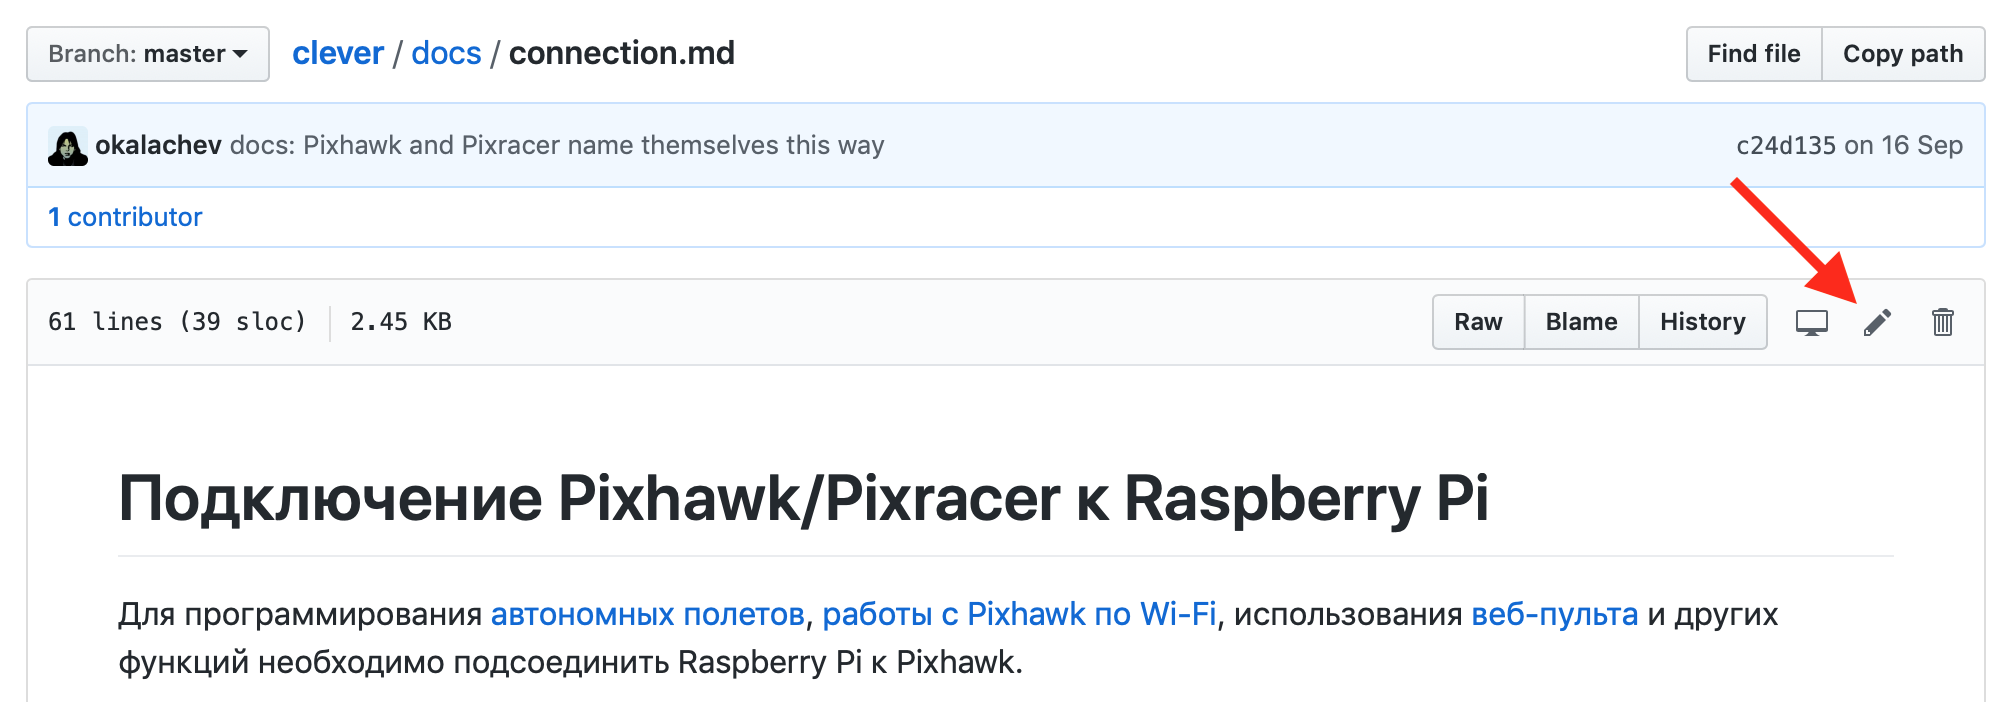 Branch: master
clever / docs / connection.md
Find file
Copy path
okalachev docs: Pixhawk and Pixracer name themselves this way
c24d135 on 16 Sep
1 contributor
61 lines (39 sloc)
2.45 KB
Raw
Blame
History
Подключение Pixhawk/Pixracer к Raspberry Pi
Для программирования автономных полетов, работы с Pixhawk по Wi-Fi, использования веб-пульта и других
функций необходимо подсоединить Raspberry Pi к Pixhawk.